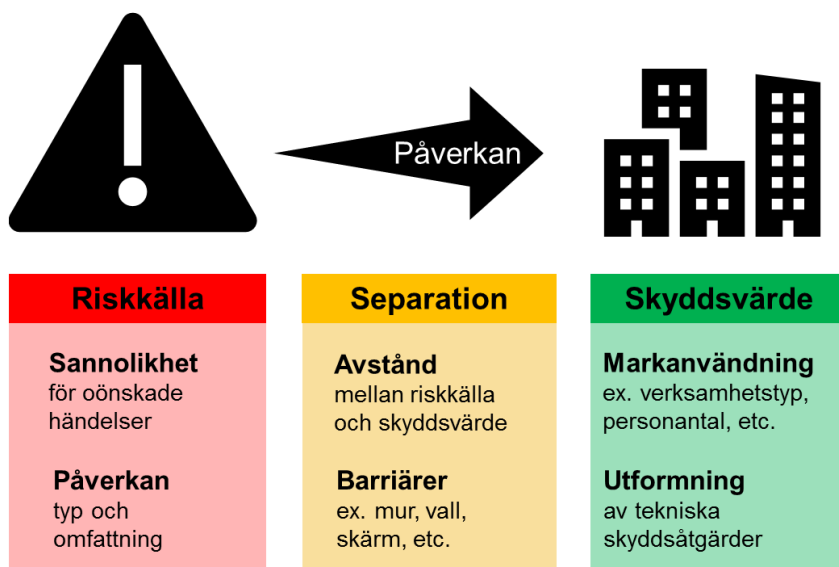 !
Påverkan
Riskkälla
Sannolikhet
för oönskade
händelser
Påverkan
typ och
omfattning
Separation
Avstånd
mellan riskkälla
och skyddsvärde
Barriärer
ex. mur, vall,
skärm, etc.
Skyddsvärde
Markanvändning
ex. verksamhetstyp,
personantal, etc.
Utformning
av tekniska
skyddsåtgärder